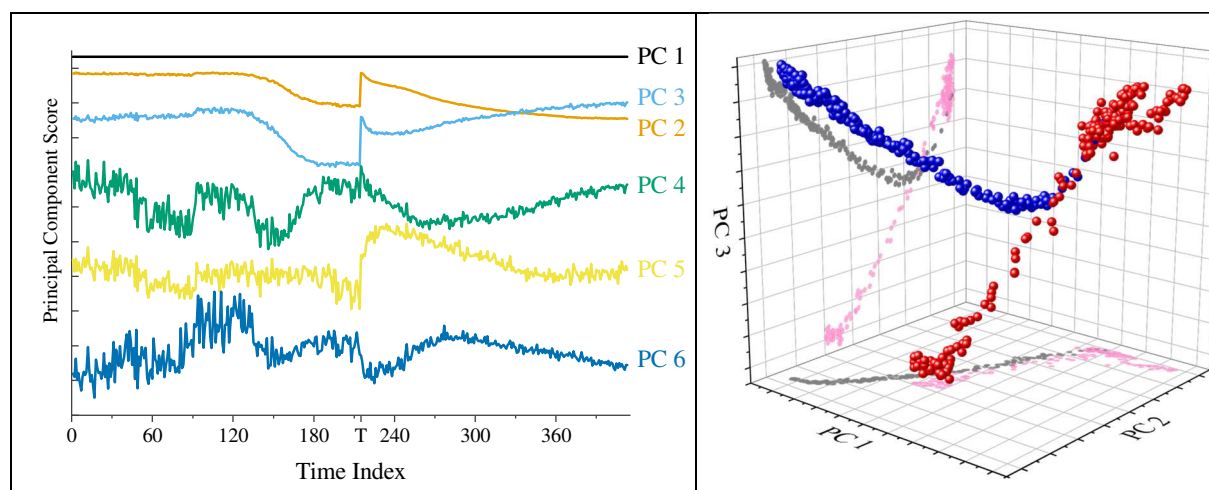 Principal Component Score
PC 1
PC 3
PC 2
PC 4
PC 5
PC 6
0 60 120 180 T 240 300 360
Time Index
PC 3
PC 1
PC 2